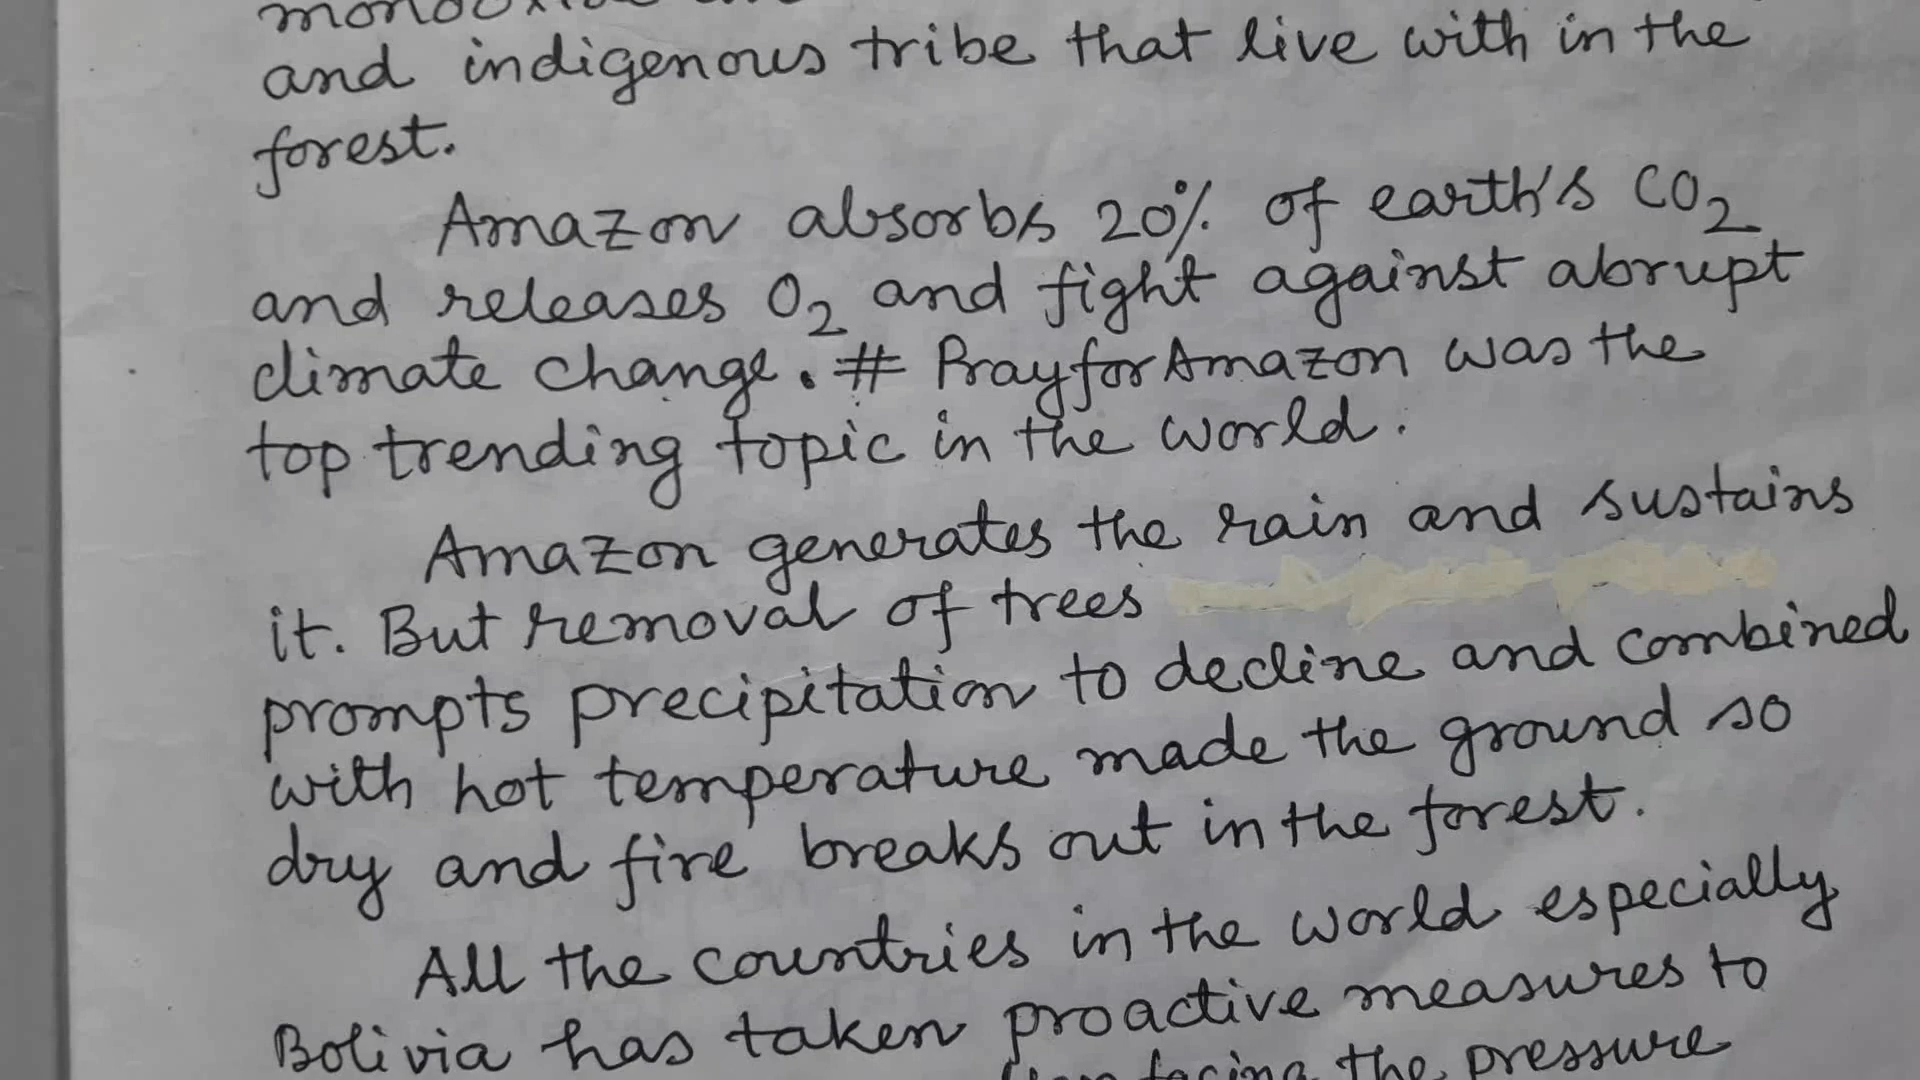 and indigenous tribe that live with in the
forest.
Amazon absorbs 20% of earth's CO₂
and releases O₂ and fight against abrupt
climate change. # PrayforAmazon was the
top trending topic in the world.
Amazon generates the rain and sustains
it. But removal of trees
prompts precipitation to decline and combined
with hot temperature made the ground so
dry and fire breaks out in the forest.
All the countries in the world especially
Bolivia has taken proactive measures to
facing the pressure